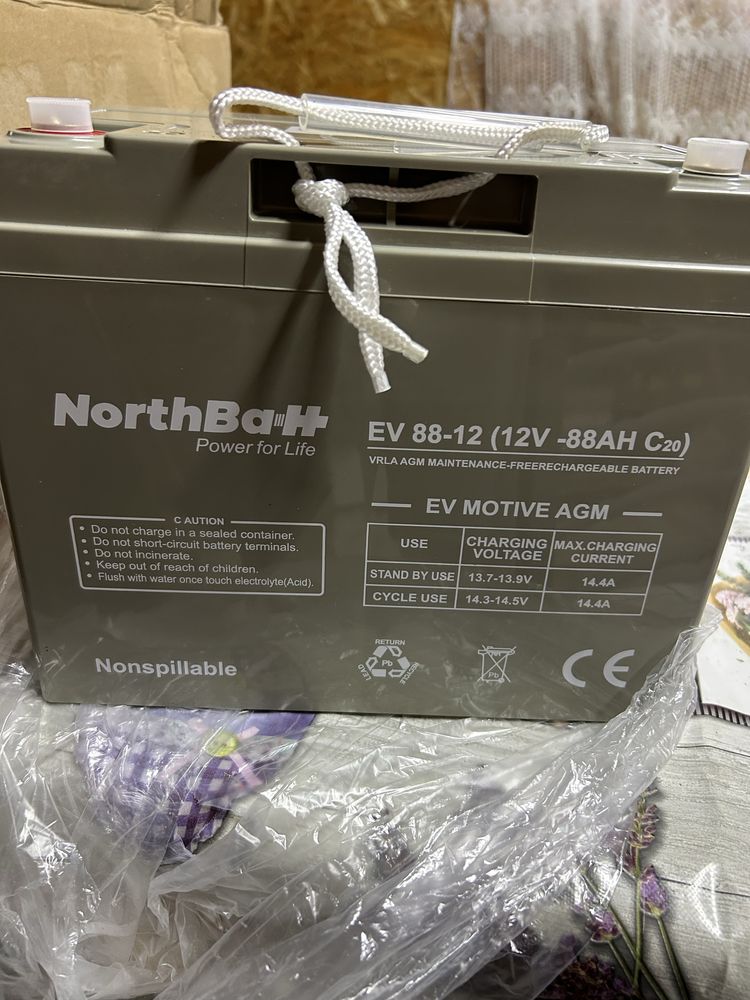 NorthBatt
Power for Life
EV 88-12 (12V -88AH C20)
VRLA AGM MAINTENANCE-FREERECHARGEABLE BATTERY
EV MOTIVE AGM
USE CHARGING VOLTAGE MAX.CHARGING CURRENT
STAND BY USE 13.7-13.9V 14.4A
CYCLE USE 14.3-14.5V 14.4A
C AUTION
• Do not charge in a sealed container.
• Do not short-circuit battery terminals.
• Do not incinerate.
• Keep out of reach of children.
• Flush with water once touch electrolyte(Acid).
Nonspillable
RETURN
LEAD
Pb
RECYCLE
Pb
CE